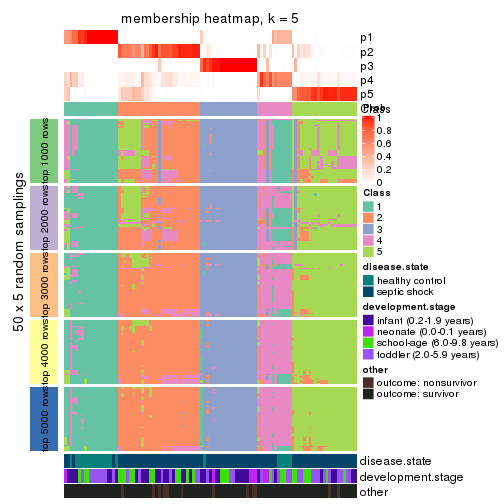 membership heatmap, k = 5
p1
p2
p3
p4
p5
Prob
Class
1
0.8
0.6
0.4
0.2
0
Class
1
2
3
4
5
disease.state
healthy control
septic shock
development.stage
infant (0.2-1.9 years)
neonate (0.0-0.1 years)
school-age (6.0-9.8 years)
toddler (2.0-5.9 years)
other
outcome: nonsurvivor
outcome: survivor
50 x 5 random samplings
top 1000 rows
top 2000 rows
top 3000 rows
top 4000 rows
top 5000 rows
disease.state
development.stage
other